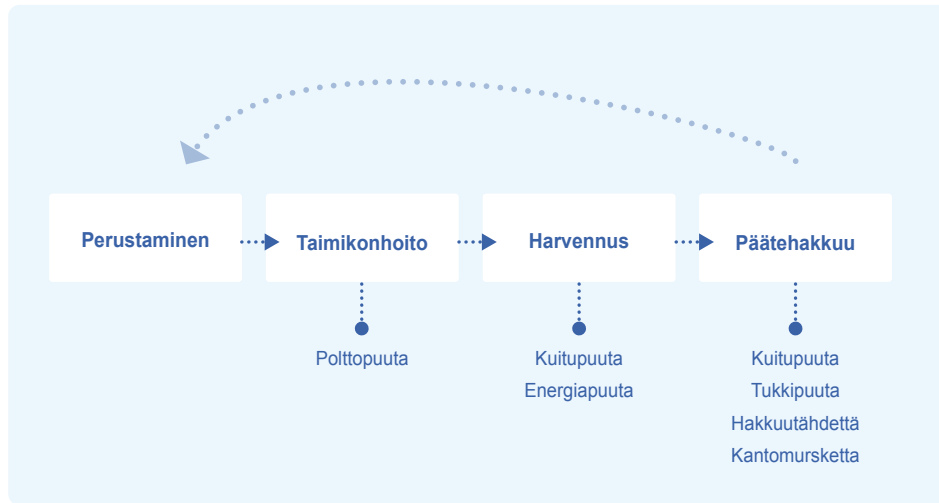 Perustaminen
Taimikonhoito
Harvennus
Päätehakkuu
Polttopuuta
Kuitupuuta
Energiapuuta
Kuitupuuta
Tukkipuuta
Hakkuutähdettä
Kantomursketta